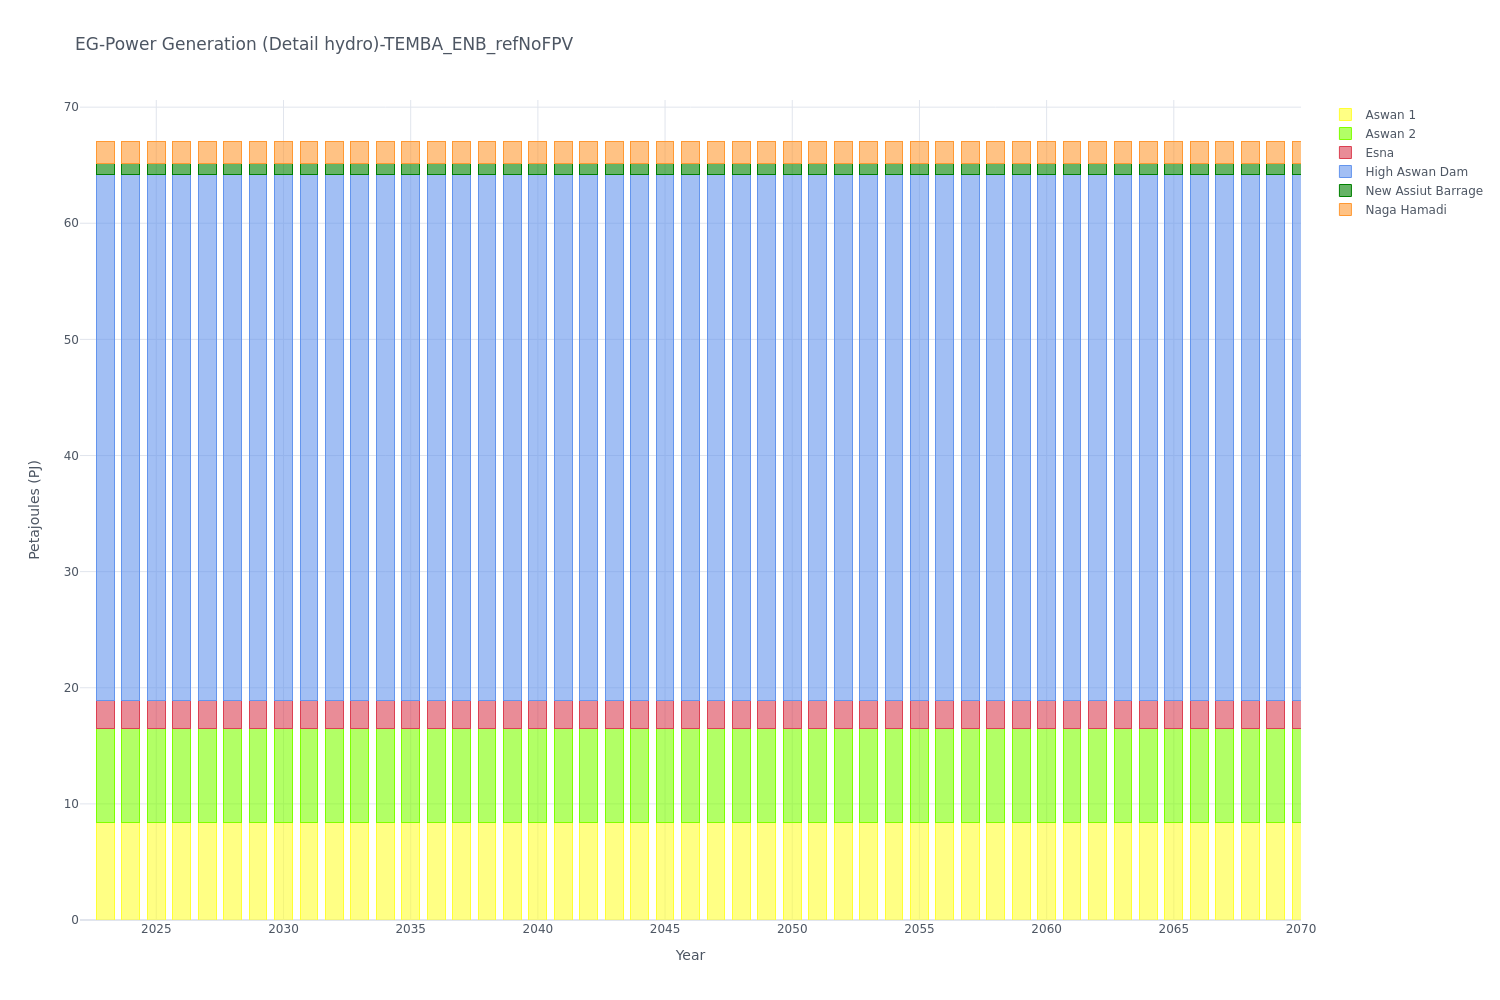 EG-Power Generation (Detail hydro)-TEMBA_ENB_refNoFPV
70
60
50
40
30
20
10
0
Petajoules (PJ)
2025 2030 2035 2040 2045 2050 2055 2060 2065 2070
Year
Aswan 1
Aswan 2
Esna
High Aswan Dam
New Assiut Barrage
Naga Hamadi